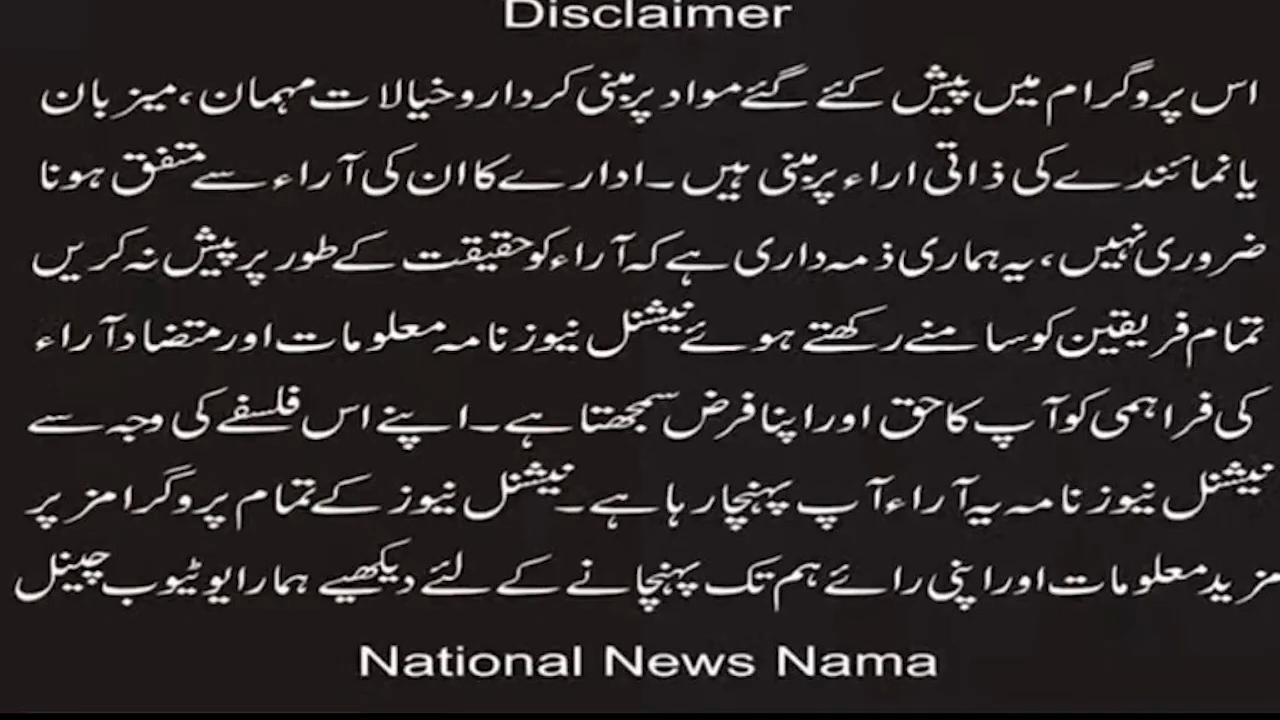 Disclaimer
اس پروگرام میں پیش کئے گئے مواد پر مبنی کردار و خیالات مہمان، میزبان
یا نمائندے کی ذاتی اراء پر مبنی ہیں۔ ادارے کا ان کی آراء سے متفق ہونا
ضروری نہیں، یہ ہماری ذمہ داری ہے کہ آراء کو حقیقت کے طور پر پیش نہ کریں
تمام فریقین کو سامنے رکھتے ہوئے نیشنل نیوز نامہ معلومات اور متضاد آراء
کی فراہمی کو آپ کا حق اور اپنا فرض سمجھتا ہے۔ اپنے اس فلسفے کی وجہ سے
نیشنل نیوز نامہ یہ آراء آپ پہنچا رہا ہے۔ نیشنل نیوز کے تمام پروگرامز پر
مزید معلومات اور اپنی رائے ہم تک پہنچانے کے لئے دیکھیے ہمارا یوٹیوب چینل
National News Nama